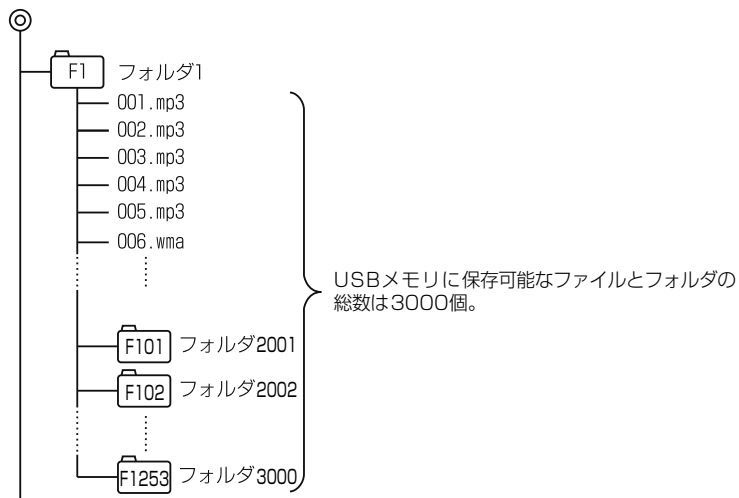 F1 フォルダ1
001.mp3
002.mp3
003.mp3
004.mp3
005.mp3
006.wma
USBメモリに保存可能なファイルとフォルダの
総数は3000個。
F101 フォルダ2001
F102 フォルダ2002
F1253 フォルダ3000